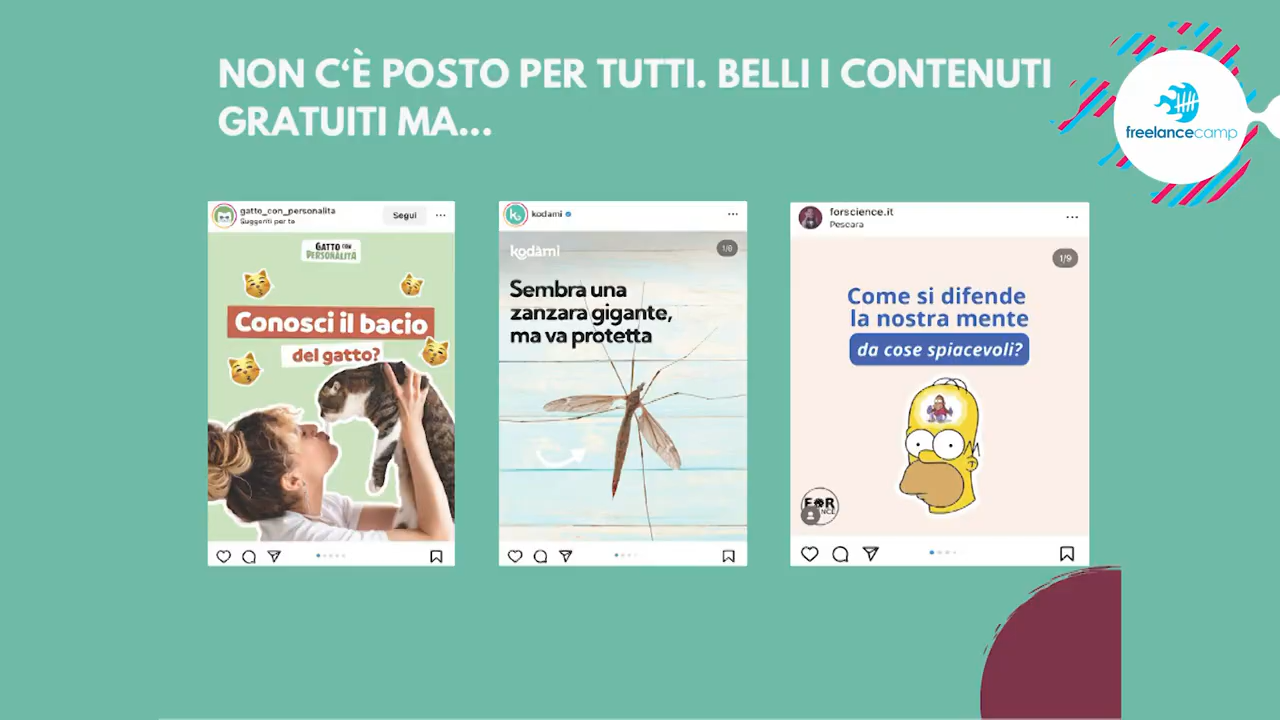 NON C‘È POSTO PER TUTTI. BELLI I CONTENUTI
GRATUITI MA...
freelancecamp
gatto_con_personalita
Suggeriti per te
Segui
GATTO CON
PERSONALITÀ
Conosci il bacio
del gatto?
kodami
kodàmi
1/8
Sembra una
zanzara gigante,
ma va protetta
forscience.it
Pescara
1/9
Come si difende
la nostra mente
da cose spiacevoli?
FOR